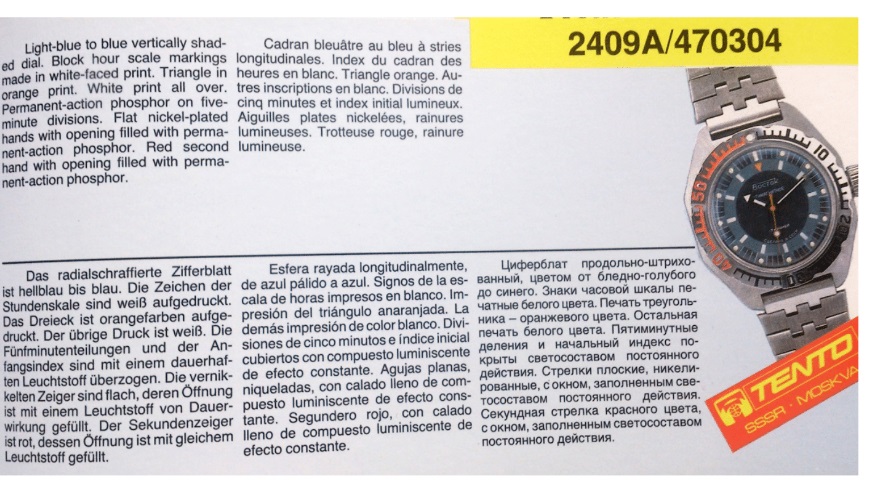 2409A/470304
Light-blue to blue vertically shad-
ed dial. Block hour scale markings
made in white-faced print. Triangle in
orange print. White print all over.
Permanent-action phosphor on five-
minute divisions. Flat nickel-plated
hands with opening filled with perma-
nent-action phosphor. Red second
hand with opening filled with perma-
nent-action phosphor.
Cadran bleuâtre au bleu à stries
longitudinales. Index du cadran des
heures en blanc. Triangle orange. Au-
tres inscriptions en blanc. Divisions de
cinq minutes et index initial lumineux.
Aiguilles plates nickelées, rainures
lumineuses. Trotteuse rouge, rainure
lumineuse.
10
20
40
50
Восток
Das radialschraffierte Zifferblatt
ist hellblau bis blau. Die Zeichen der
Stundenskale sind weiß aufgedruckt.
Das Dreieck ist orangefarben aufge-
druckt. Der übrige Druck ist weiß. Die
Fünfminutenteilungen und der An-
fangsindex sind mit einem dauerhaf-
ten Leuchtstoff überzogen. Die vernik-
kelten Zeiger sind flach, deren Öffnung
ist mit einem Leuchtstoff von Dauer-
wirkung gefüllt. Der Sekundenzeiger
ist rot, dessen Öffnung ist mit gleichem
Leuchtstoff gefüllt.
Esfera rayada longitudinalmente,
de azul pálido a azul. Signos de la es-
cala de horas impresos en blanco. Im-
presión del triángulo anaranjada. La
demás impresión de color blanco. Divi-
siones de cinco minutos e índice inicial
cubiertos con compuesto luminiscente
de efecto constante. Agujas planas,
niqueladas, con calado lleno de com-
puesto luminiscente de efecto cons-
tante. Segundero rojo, con calado
lleno de compuesto luminiscente de
efecto constante.
Циферблат продольно-штрихо-
ванный, цветом от бледно-голубого
до синего. Знаки часовой шкалы пе-
чатные белого цвета. Печать треуголь-
ника – оранжевого цвета. Остальная
печать белого цвета. Пятиминутные
деления и начальный индекс по-
крыты светосоставом постоянного
действия. Стрелки плоские, никели-
рованные, с окном, заполненным све-
тосоставом постоянного действия.
Секундная стрелка красного цвета,
с окном, заполненным светосоставом
постоянного действия.
TENTO
SSSR · MOSKVA